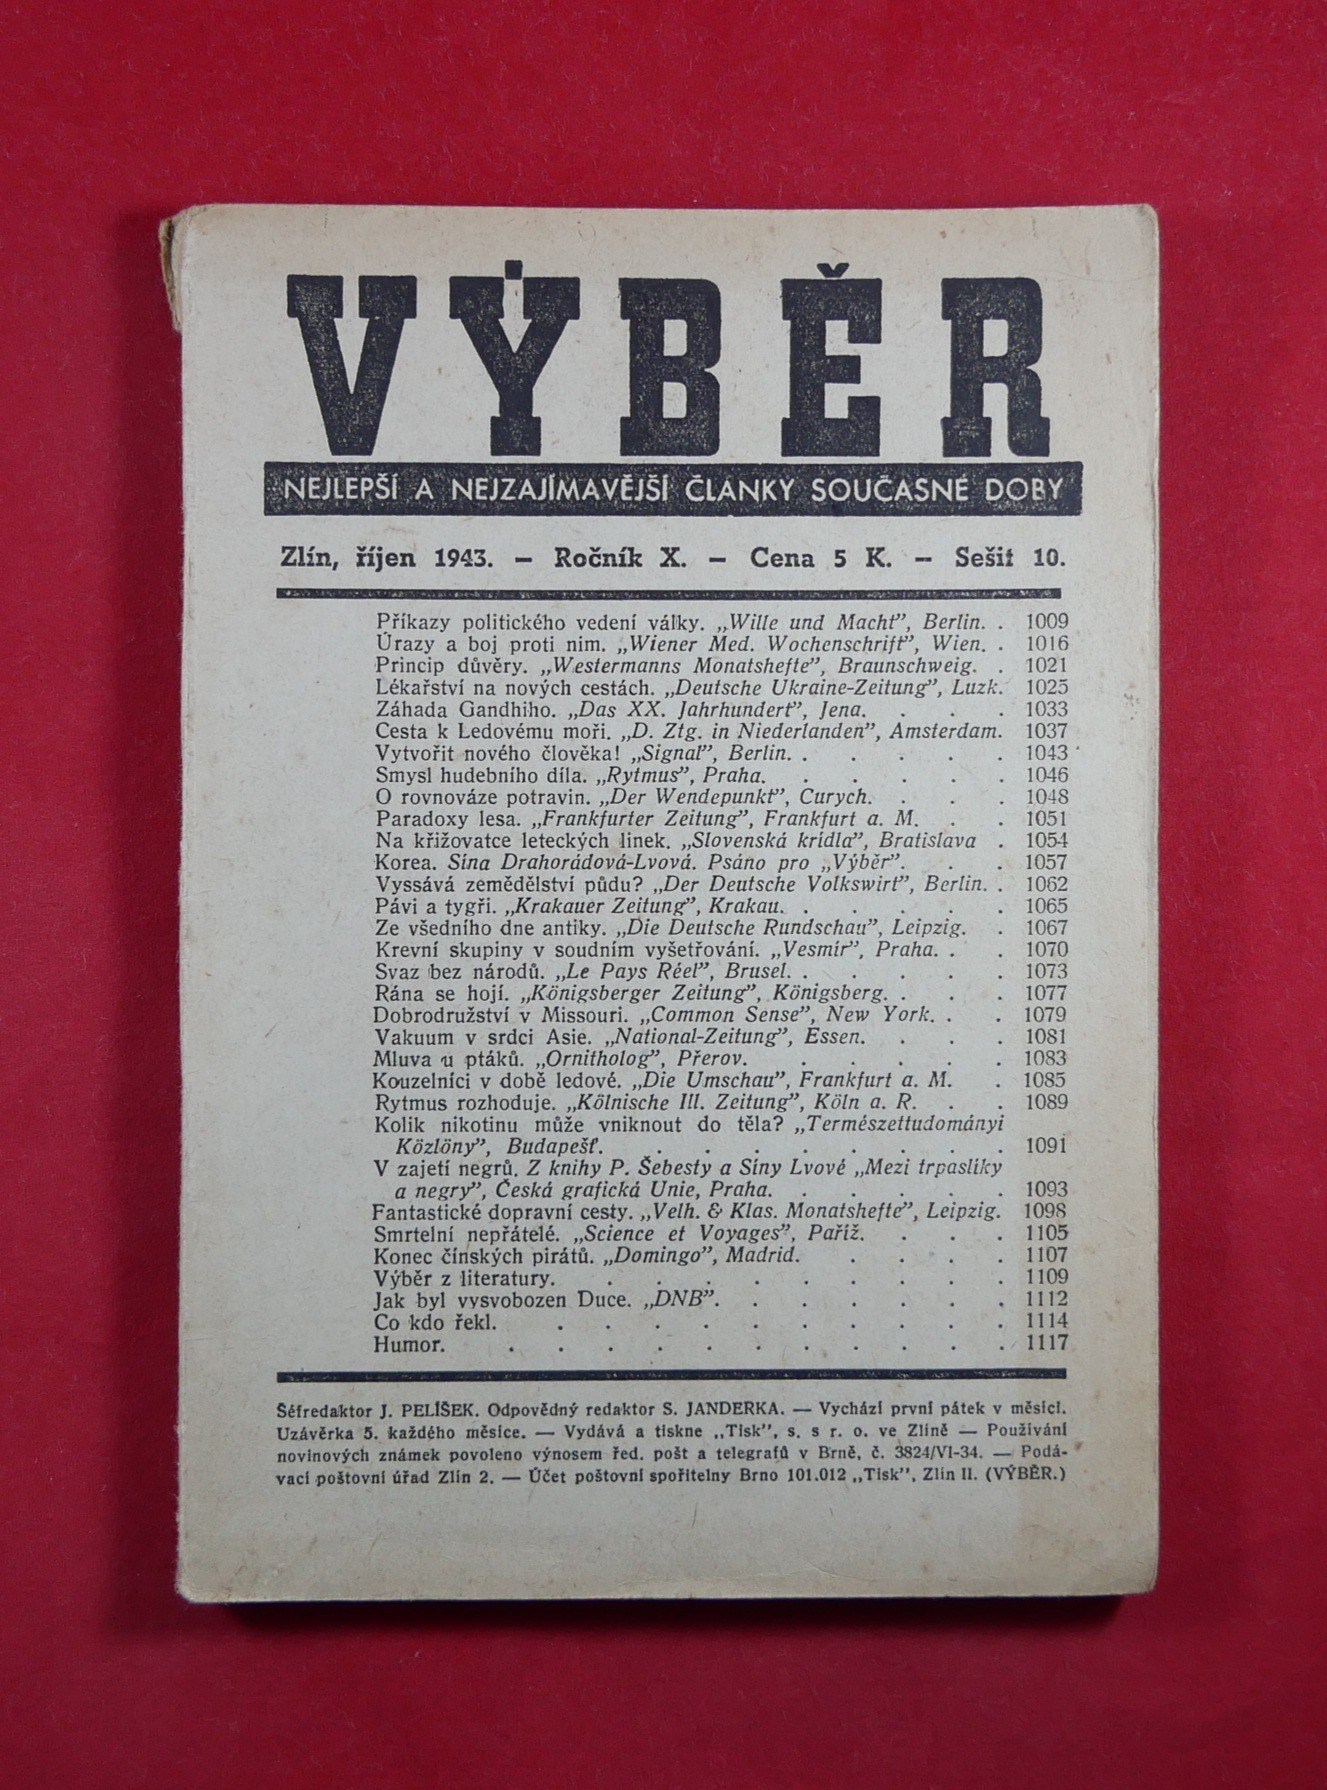 VÝBĚR
NEJLEPŠÍ A NEJZAJÍMAVĚJŠÍ ČLÁNKY SOUČASNÉ DOBY
Zlín, říjen 1943. — Ročník X. — Cena 5 K. — Sešit 10.
Příkazy politického vedení války. „Wille und Macht”, Berlin. . 1009
Úrazy a boj proti nim. „Wiener Med. Wochenschrift”, Wien. . 1016
Princip důvěry. „Westermanns Monatshefte”, Braunschweig. . 1021
Lékařství na nových cestách. „Deutsche Ukraine-Zeitung”, Luzk. 1025
Záhada Gandhiho. „Das XX. Jahrhundert”, Jena. . . . 1033
Cesta k Ledovému moři. „D. Ztg. in Niederlanden”, Amsterdam. 1037
Vytvořit nového člověka! „Signal”, Berlin. . . . . . 1043
Smysl hudebního díla. „Rytmus”, Praha. . . . . . 1046
O rovnováze potravin. „Der Wendepunkt”, Curych. . . . 1048
Paradoxy lesa. „Frankfurter Zeitung”, Frankfurt a. M. . . 1051
Na křižovatce leteckých linek. „Slovenská krídla”, Bratislava . 1054
Korea. Sína Drahorádová-Lvová. Psáno pro „Výběr”. . . 1057
Vyssává zemědělství půdu? „Der Deutsche Volkswirt”, Berlin. . 1062
Pávi a tygři. „Krakauer Zeitung”, Krakau. . . . . . 1065
Ze všedního dne antiky. „Die Deutsche Rundschau”, Leipzig. . 1067
Krevní skupiny v soudním vyšetřování. „Vesmír”, Praha. . . 1070
Svaz bez národů. „Le Pays Réel”, Brusel. . . . . . 1073
Rána se hojí. „Königsberger Zeitung”, Königsberg. . . . 1077
Dobrodružství v Missouri. „Common Sense”, New York. . . 1079
Vakuum v srdci Asie. „National-Zeitung”, Essen. . . . 1081
Mluva u ptáků. „Ornitholog”, Přerov. . . . . . 1083
Kouzelníci v době ledové. „Die Umschau”, Frankfurt a. M. . 1085
Rytmus rozhoduje. „Kölnische Ill. Zeitung”, Köln a. R. . . 1089
Kolik nikotinu může vniknout do těla? „Természettudományi
Közlöny”, Budapešť. . . . . . . . . 1091
V zajetí negrů. Z knihy P. Šebesty a Síny Lvové „Mezi trpaslíky
a negry”, Česká grafická Unie, Praha. . . . . . 1093
Fantastické dopravní cesty. „Velh. & Klas. Monatshefte”, Leipzig. 1098
Smrtelní nepřátelé. „Science et Voyages”, Paříž. . . . 1105
Konec čínských pirátů. „Domingo”, Madrid. . . . . 1107
Výběr z literatury. . . . . . . . . . 1109
Jak byl vysvobozen Duce. „DNB”. . . . . . . 1112
Co kdo řekl. . . . . . . . . . . 1114
Humor. . . . . . . . . . . . 1117
Šéfredaktor J. PELÍŠEK. Odpovědný redaktor S. JANDERKA. — Vychází první pátek v měsíci.
Uzávěrka 5. každého měsíce. — Vydává a tiskne „Tisk”, s. s r. o. ve Zlíně — Používání
novinových známek povoleno výnosem řed. pošt a telegrafů v Brně, č. 3824/VI-34. — Podá-
vací poštovní úřad Zlín 2. — Účet poštovní spořitelny Brno 101.012 „Tisk”, Zlín II. (VÝBĚR.)